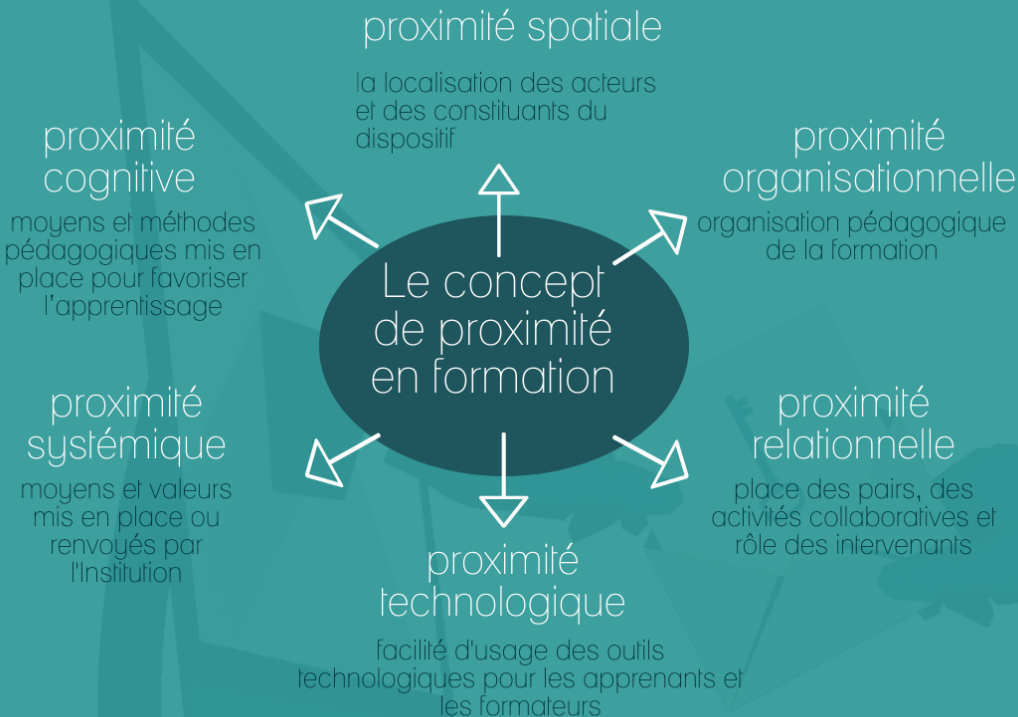 proximité spatiale
la localisation des acteurs
et des constituants du
dispositif
proximité
cognitive
moyens et méthodes
pédagogiques mis en
place pour favoriser
l'apprentissage
proximité
organisationnelle
organisation pédagogique
de la formation
Le concept
de proximité
en formation
proximité
systémique
moyens et valeurs
mis en place ou
renvoyés par
l'Institution
proximité
relationnelle
place des pairs, des
activités collaboratives et
rôle des intervenants
proximité
technologique
facilité d'usage des outils
technologiques pour les apprenants et
les formateurs